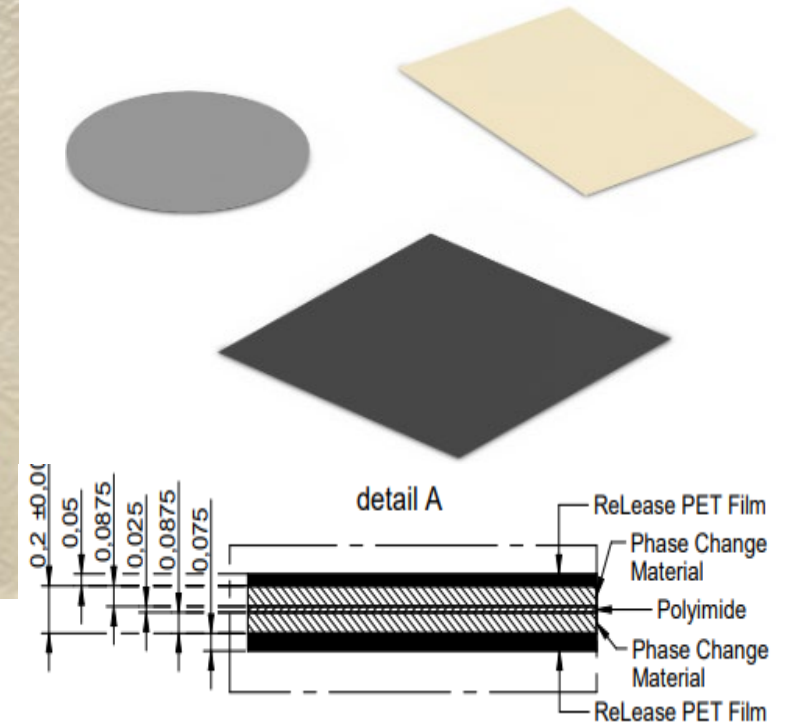 detail A
0,2 ±0,00
0,05
0,0875
0,025
0,0875
0,075
ReLease PET Film
Phase Change
Material
Polyimide
Phase Change
Material
ReLease PET Film